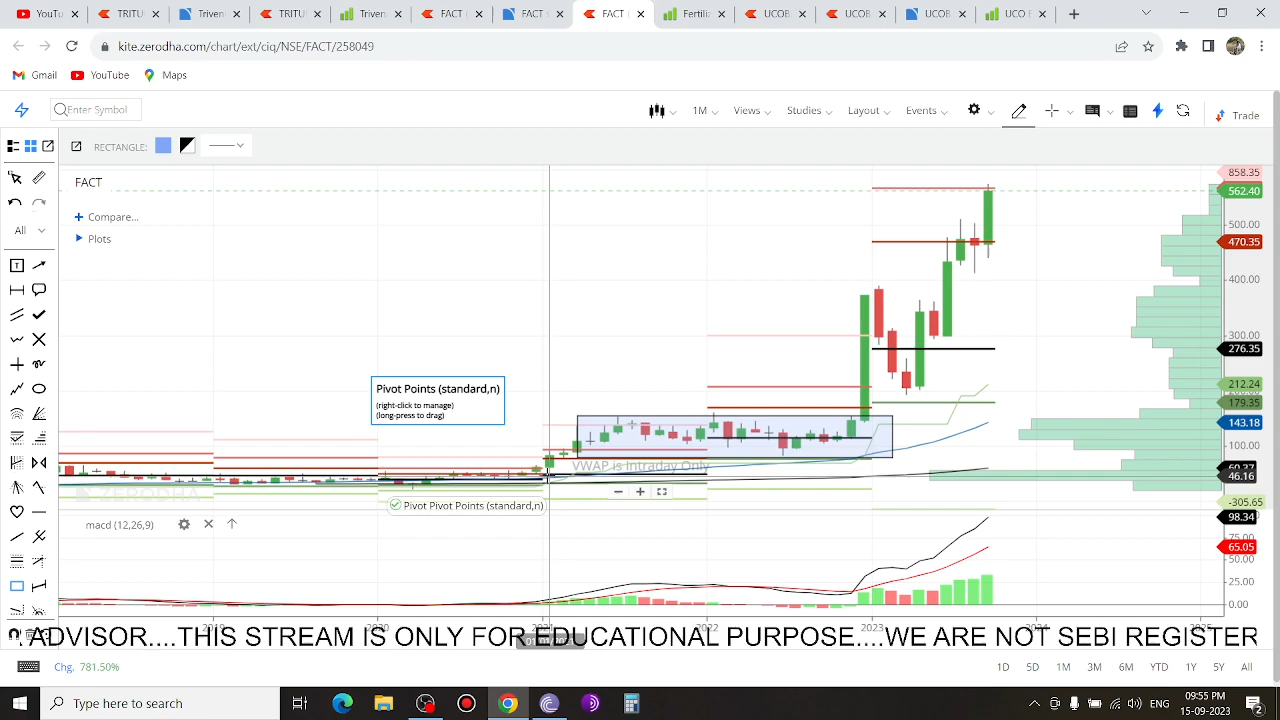 YouTu
TRITU
Triven
TRITU
Triven
FACT
FACT
FACT
Fertili
UCOB
UCOB
UCOB
UCO E
kite.zerodha.com/chart/ext/ciq/NSE/FACT/258049
Gmail
YouTube
Maps
Enter Symbol
1M
Views
Studies
Layout
Events
Trade
RECTANGLE:
FACT
Compare...
Plots
All
858.35
562.40
500.00
470.35
400.00
300.00
276.35
212.24
179.35
143.18
100.00
46.16
-305.65
Pivot Points (standard,n)
(right-click to manage)
(long-press to drag)
VWAP is Intraday Only
ZERODHA
Pivot Pivot Points (standard,n)
macd (12,26,9)
98.34
75.00
65.05
50.00
25.00
0.00
2022
2023
ADVISOR.... THIS STREAM IS ONLY FOR EDUCATIONAL PURPOSE....WE ARE NOT SEBI REGISTER
Chg. 781.50%
1D
5D
1M
3M
6M
YTD
1Y
5Y
All
Type here to search
ENG
09:55 PM
15-09-2023
2